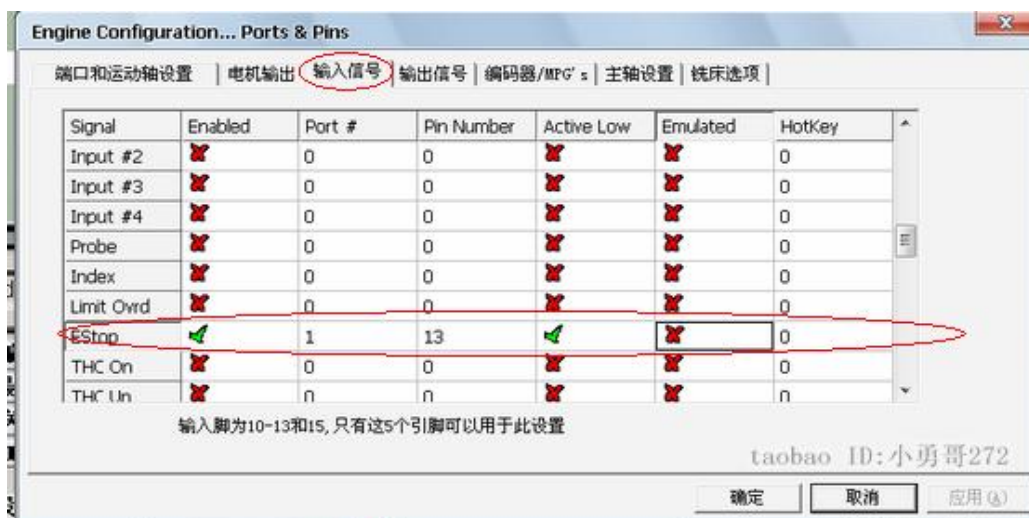 Engine Configuration... Ports & Pins
端口和运动轴设置 电机输出 输入信号 输出信号 编码器/MPG's 主轴设置 铣床选项
Signal Enabled Port # Pin Number Active Low Emulated HotKey
Input #2 0 0 0
Input #3 0 0 0
Input #4 0 0 0
Probe 0 0 0
Index 0 0 0
Limit Ovrd 0 0 0
EStop 1 13 0
THC On 0 0 0
THC Up 0 0 0
输入脚为10-13和15, 只有这5个引脚可以用于此设置
taobao ID:小勇哥272
确定 取消 应用(A)